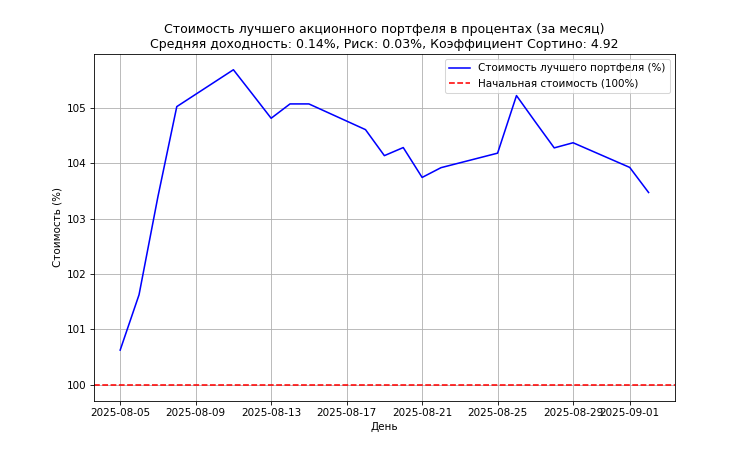 Стоимость лучшего акционного портфеля в процентах (за месяц)
Средняя доходность: 0.14%, Риск: 0.03%, Коэффициент Сортино: 4.92
Стоимость лучшего портфеля (%)
Начальная стоимость (100%)
Стоимость (%)
105
104
103
102
101
100
2025-08-05 2025-08-09 2025-08-13 2025-08-17 2025-08-21 2025-08-25 2025-08-29 2025-09-01
День